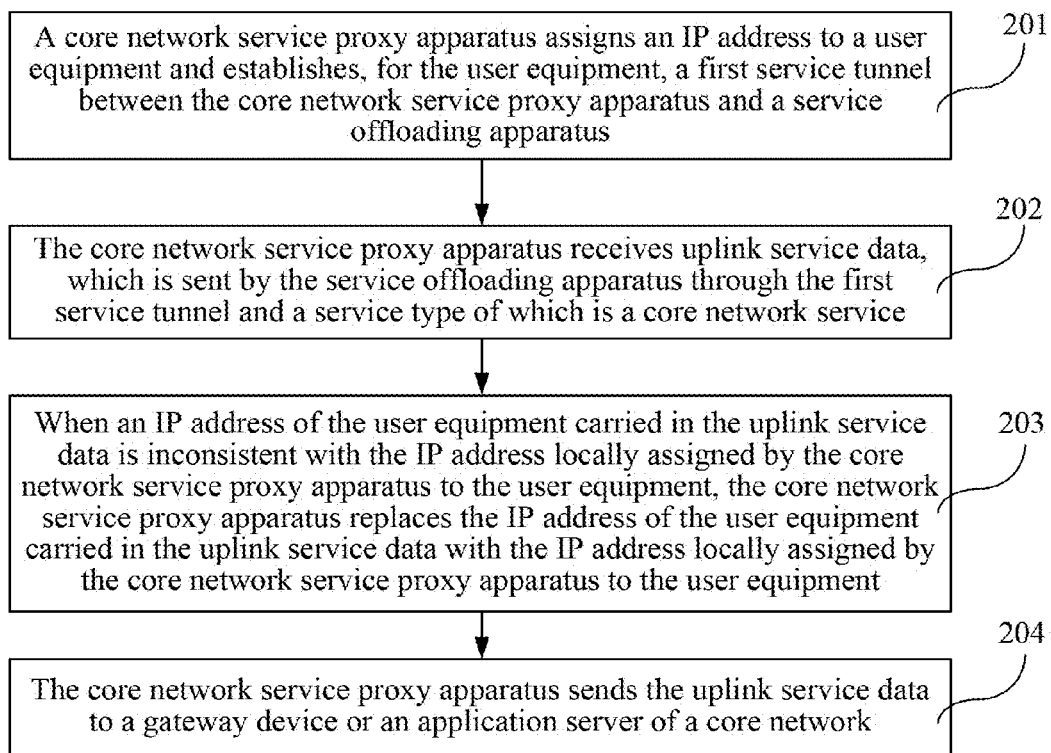 201
A core network service proxy apparatus assigns an IP address to a user
equipment and establishes, for the user equipment, a first service tunnel
between the core network service proxy apparatus and a service
offloading apparatus
202
The core network service proxy apparatus receives uplink service data,
which is sent by the service offloading apparatus through the first
service tunnel and a service type of which is a core network service
203
When an IP address of the user equipment carried in the uplink service
data is inconsistent with the IP address locally assigned by the core
network service proxy apparatus to the user equipment, the core network
service proxy apparatus replaces the IP address of the user equipment
carried in the uplink service data with the IP address locally assigned by
the core network service proxy apparatus to the user equipment
204
The core network service proxy apparatus sends the uplink service data
to a gateway device or an application server of a core network